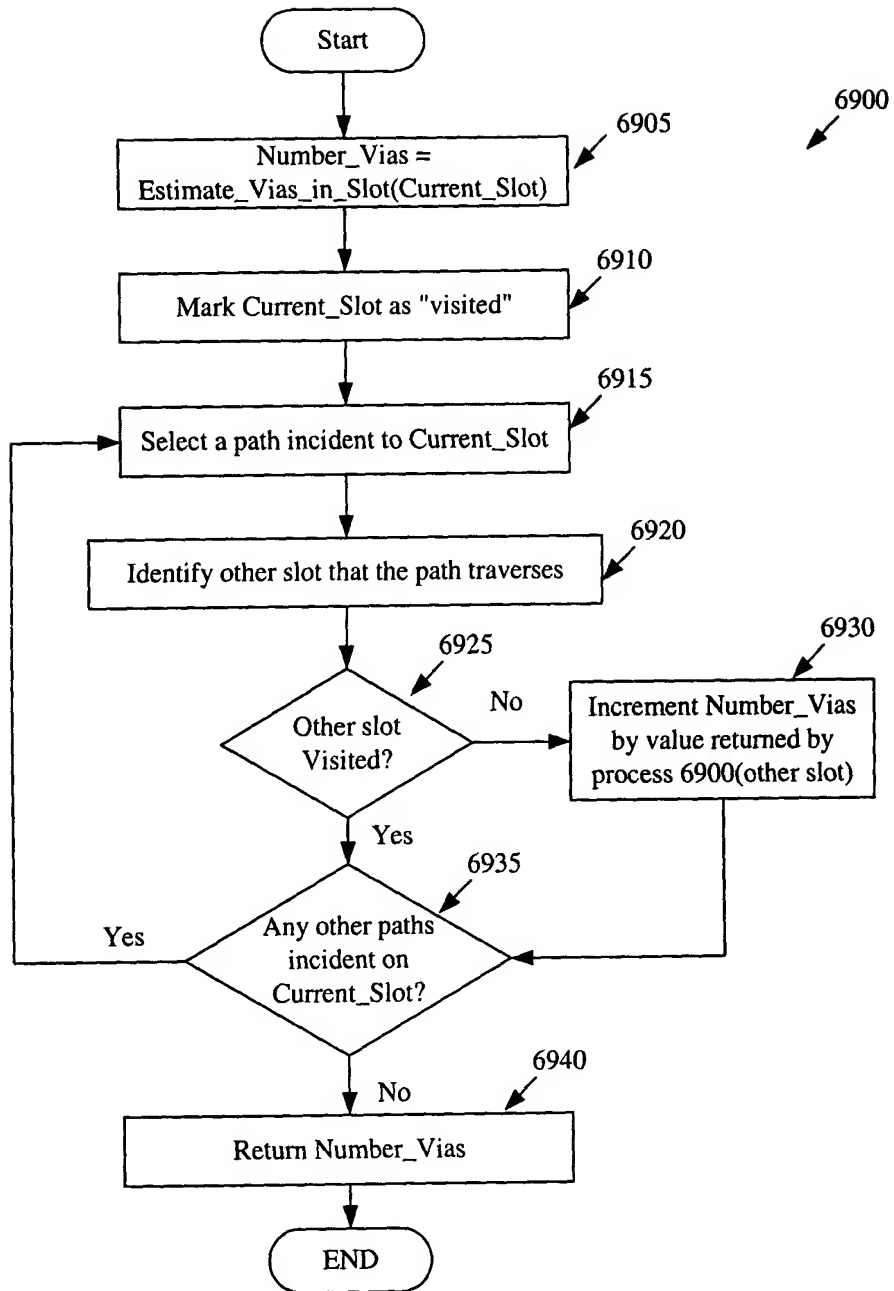 Start
6900
6905
Number_Vias =
Estimate_Vias_in_Slot(Current_Slot)
6910
Mark Current_Slot as "visited"
6915
Select a path incident to Current_Slot
6920
Identify other slot that the path traverses
6925
Other slot
Visited?
No
6930
Increment Number_Vias
by value returned by
process 6900(other slot)
Yes
6935
Any other paths
incident on
Current_Slot?
Yes
No
6940
Return Number_Vias
END